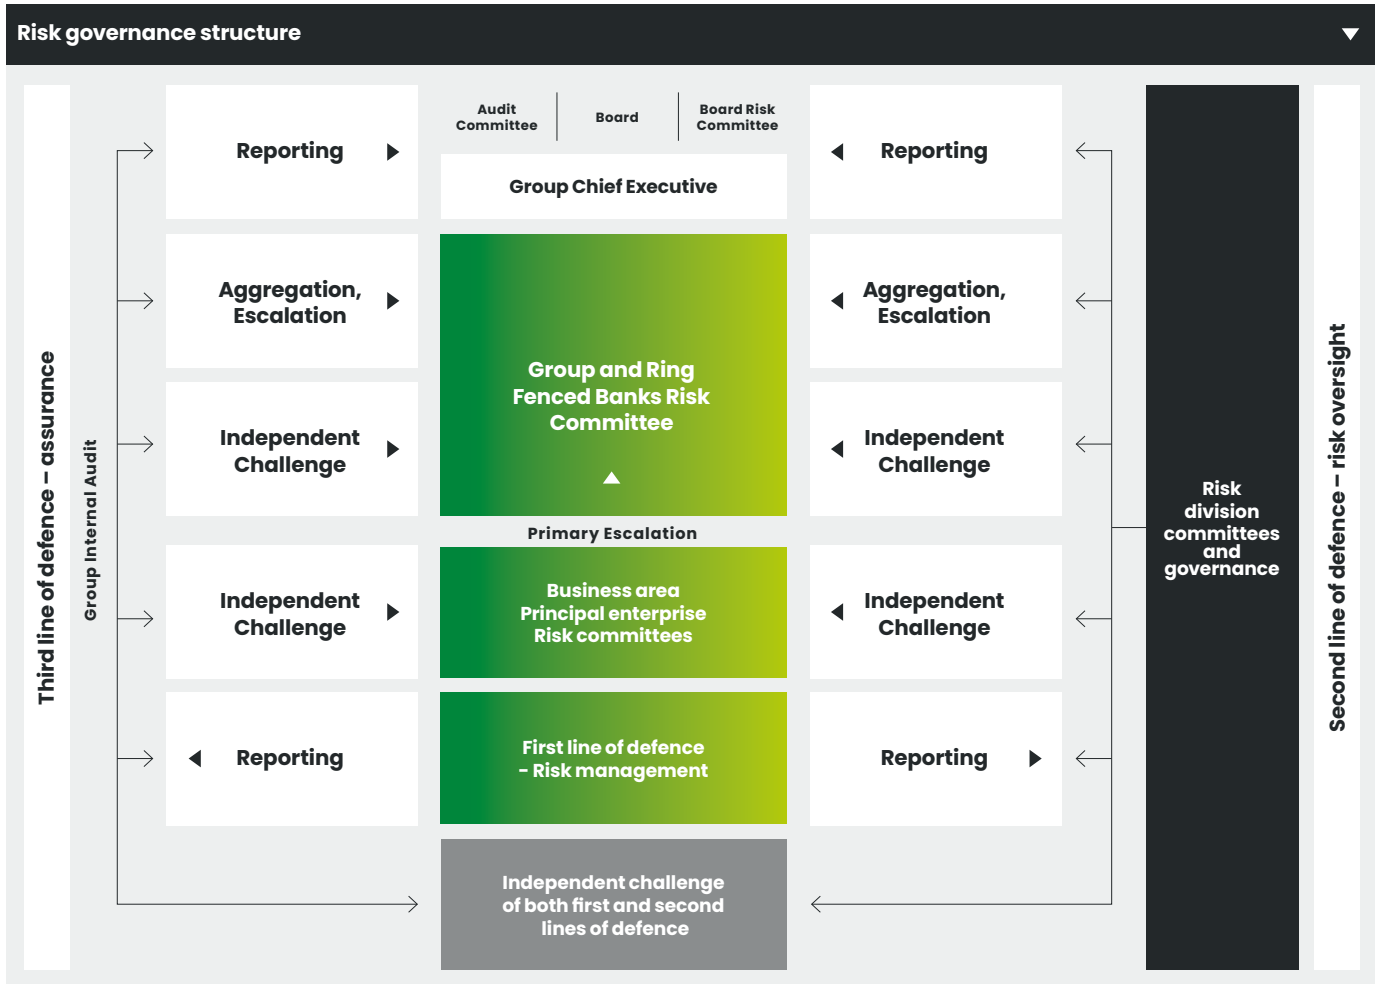 Risk governance structure
Third line of defence – assurance
Group Internal Audit
Reporting
Aggregation,
Escalation
Independent
Challenge
Independent
Challenge
Reporting
Audit
Committee
Board
Board Risk
Committee
Group Chief Executive
Group and Ring
Fenced Banks Risk
Committee
Primary Escalation
Business area
Principal enterprise
Risk committees
First line of defence
- Risk management
Independent challenge
of both first and second
lines of defence
Reporting
Aggregation,
Escalation
Independent
Challenge
Independent
Challenge
Reporting
Risk
division
committees
and
governance
Second line of defence – risk oversight